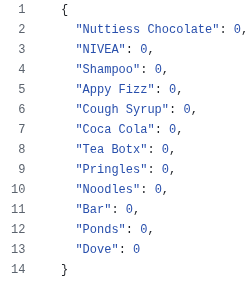 1 {
2 "Nuttiess Chocolate": 0,
3 "NIVEA": 0,
4 "Shampoo": 0,
5 "Appy Fizz": 0,
6 "Cough Syrup": 0,
7 "Coca Cola": 0,
8 "Tea Botx": 0,
9 "Pringles": 0,
10 "Noodles": 0,
11 "Bar": 0,
12 "Ponds": 0,
13 "Dove": 0
14 }